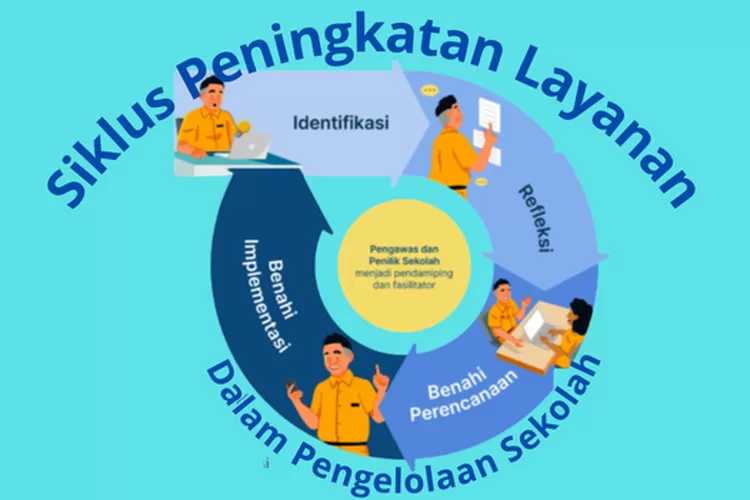 Siklus Peningkatan Layanan
Identifikasi
Refleksi
Pengawas dan
Penilik Sekolah
menjadi pendamiping
dan fasilitator
Benahi
Implementasi
Benahi
Perencanaan
Dalam Pengelolaan Sekolah